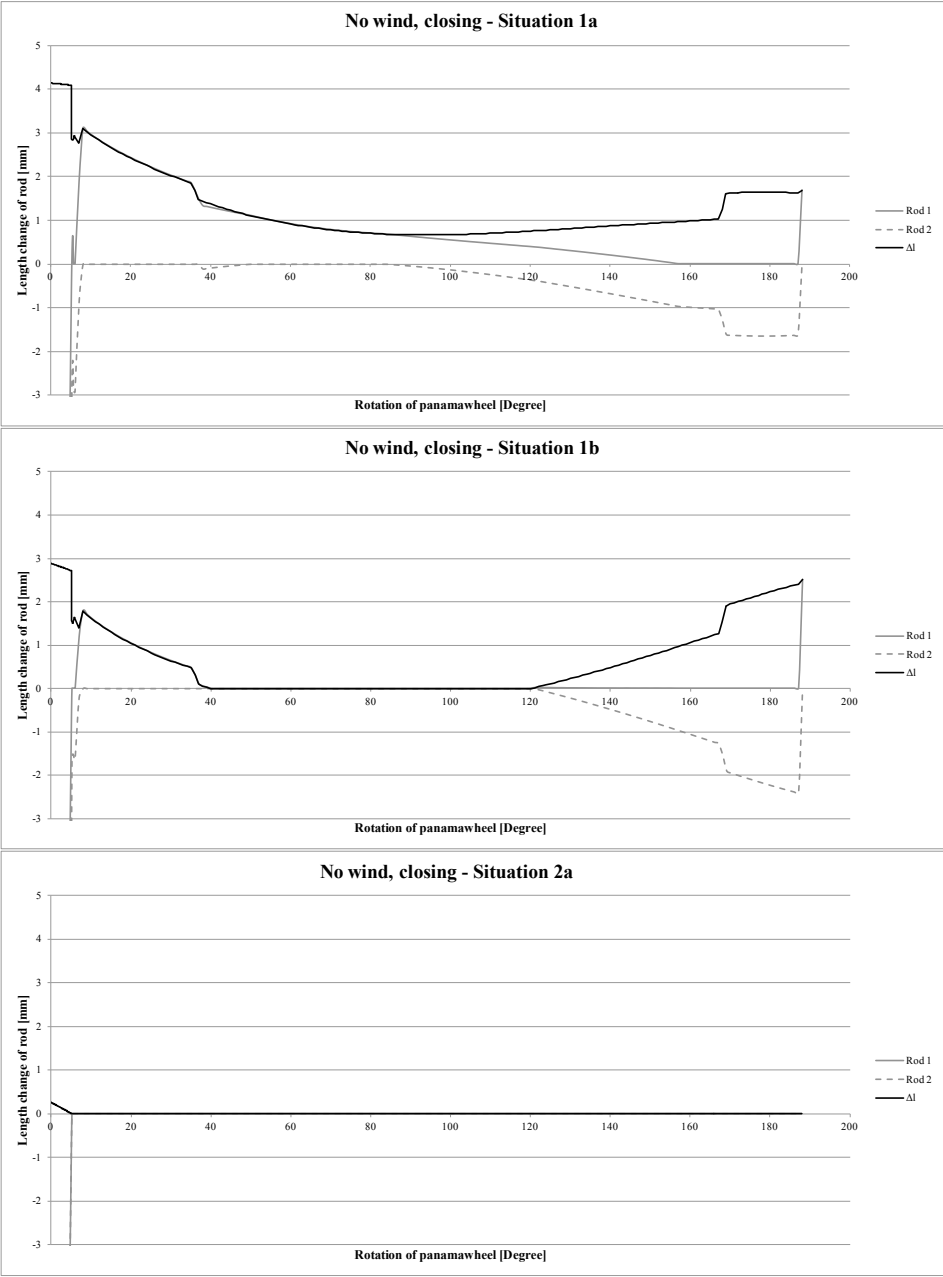 No wind, closing - Situation 1a
5
4
3
2
1
0
-1
-2
-3
0 20 40 60 80 100 120 140 160 180 200
Length change of rod [mm]
Rotation of panamawheel [Degree]
Rod 1
Rod 2
Δl
No wind, closing - Situation 1b
5
4
3
2
1
0
-1
-2
-3
0 20 40 60 80 100 120 140 160 180 200
Length change of rod [mm]
Rotation of panamawheel [Degree]
Rod 1
Rod 2
Δl
No wind, closing - Situation 2a
5
4
3
2
1
0
-1
-2
-3
0 20 40 60 80 100 120 140 160 180 200
Length change of rod [mm]
Rotation of panamawheel [Degree]
Rod 1
Rod 2
Δl